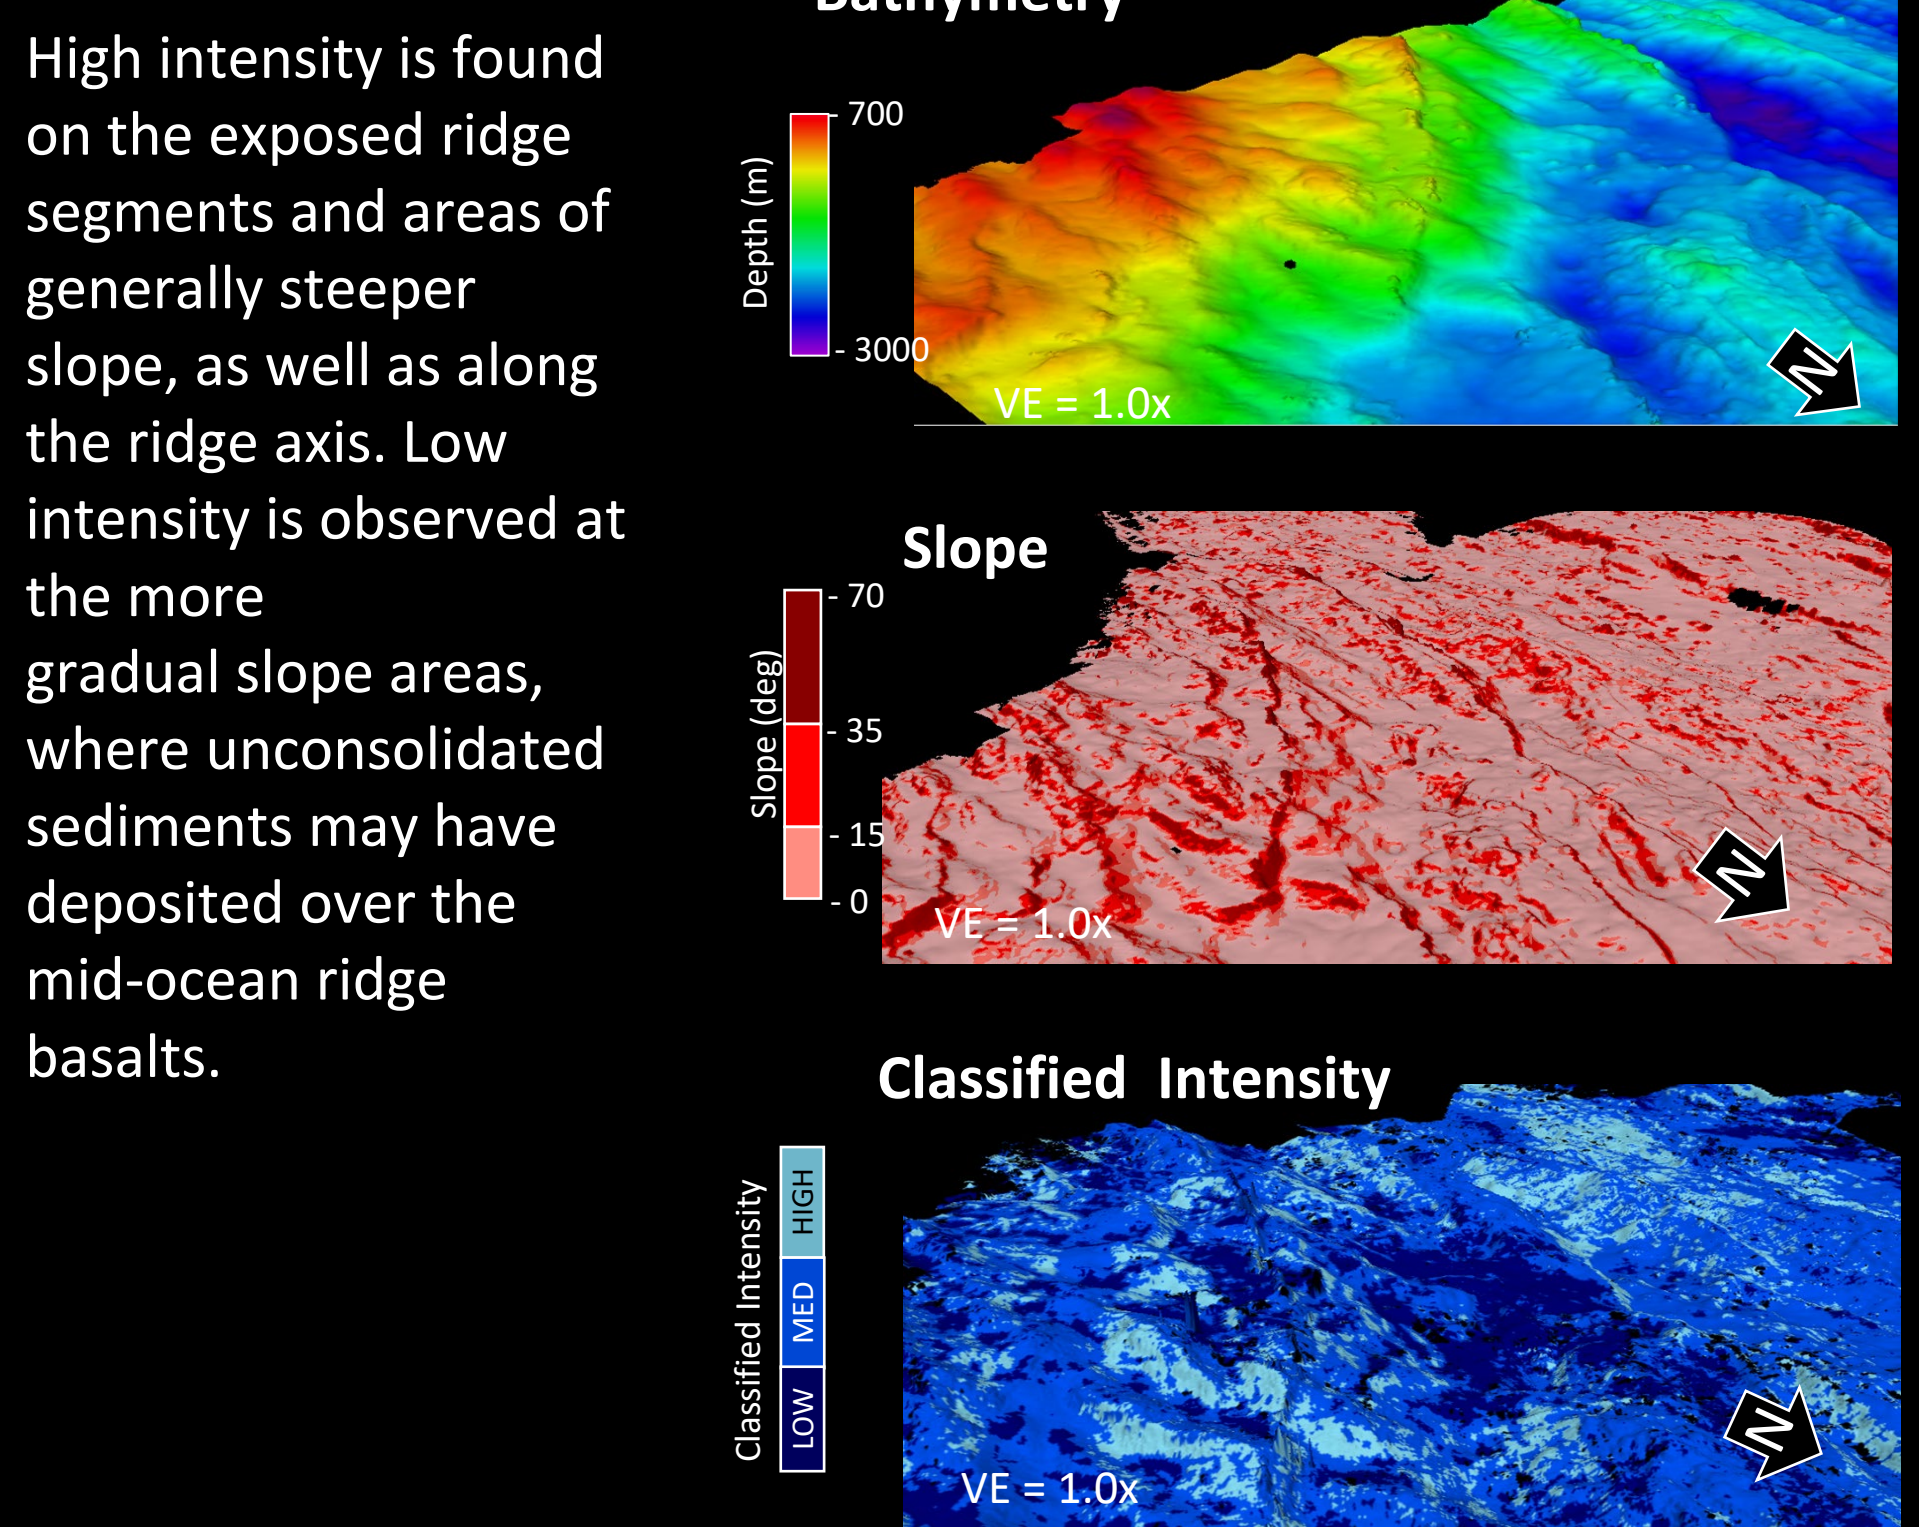 High intensity is found
on the exposed ridge
segments and areas of
generally steeper
slope, as well as along
the ridge axis. Low
intensity is observed at
the more
gradual slope areas,
where unconsolidated
sediments may have
deposited over the
mid-ocean ridge
basalts.
Bathymetry
Depth (m)
- 700
- 3000
VE = 1.0x
N
Slope
Slope (deg)
- 70
- 35
- 15
- 0
VE = 1.0x
N
Classified Intensity
Classified Intensity
HIGH
MED
LOW
VE = 1.0x
N